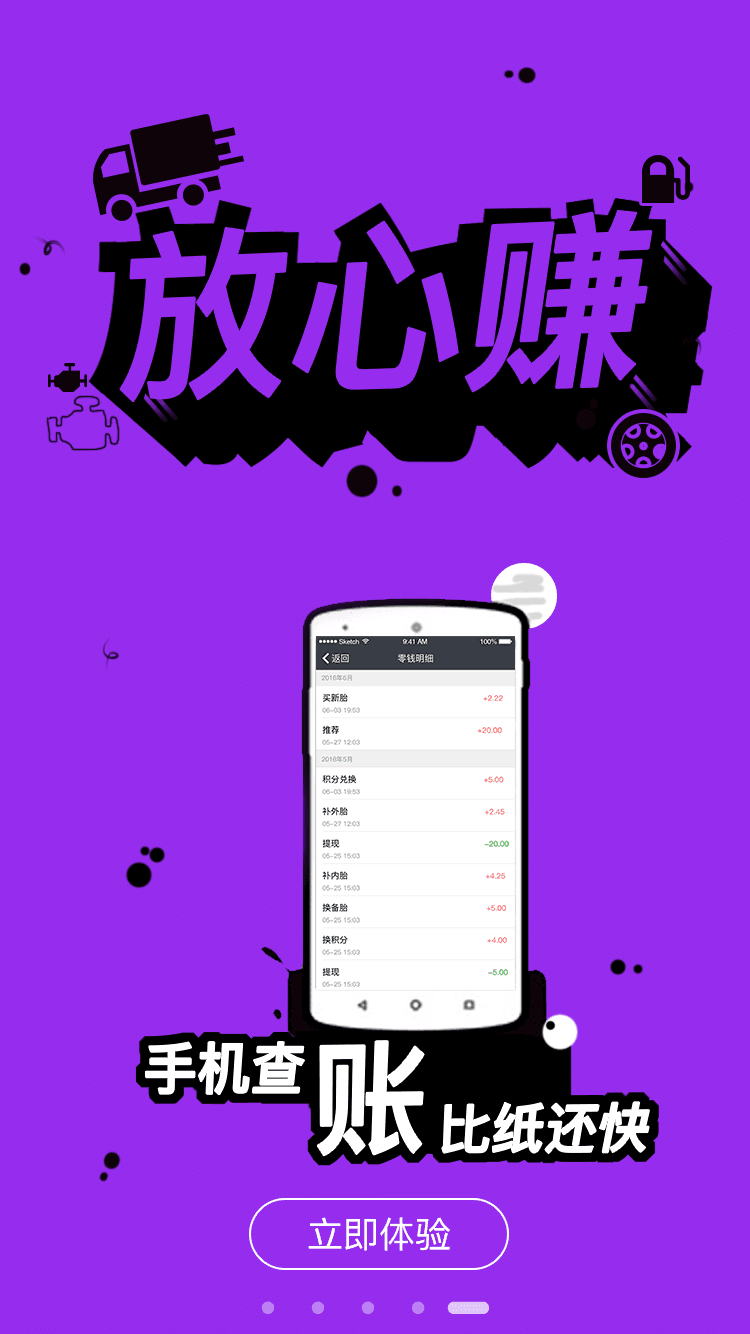 放心赚
●●●●● Sketch 9:41 AM 100%
返回 零钱明细
2016年6月
买新胎 +2.22
06-03 19:53
推荐 +20.00
05-27 12:03
2016年5月
积分兑换 +5.00
06-03 19:53
补外胎 +2.45
05-27 12:03
提现 -20.00
05-25 15:03
补内胎 +4.25
05-25 15:03
换备胎 +5.00
05-25 15:03
换积分 +4.00
05-25 15:03
提现 -5.00
05-25 15:03
手机查账比纸还快
立即体验